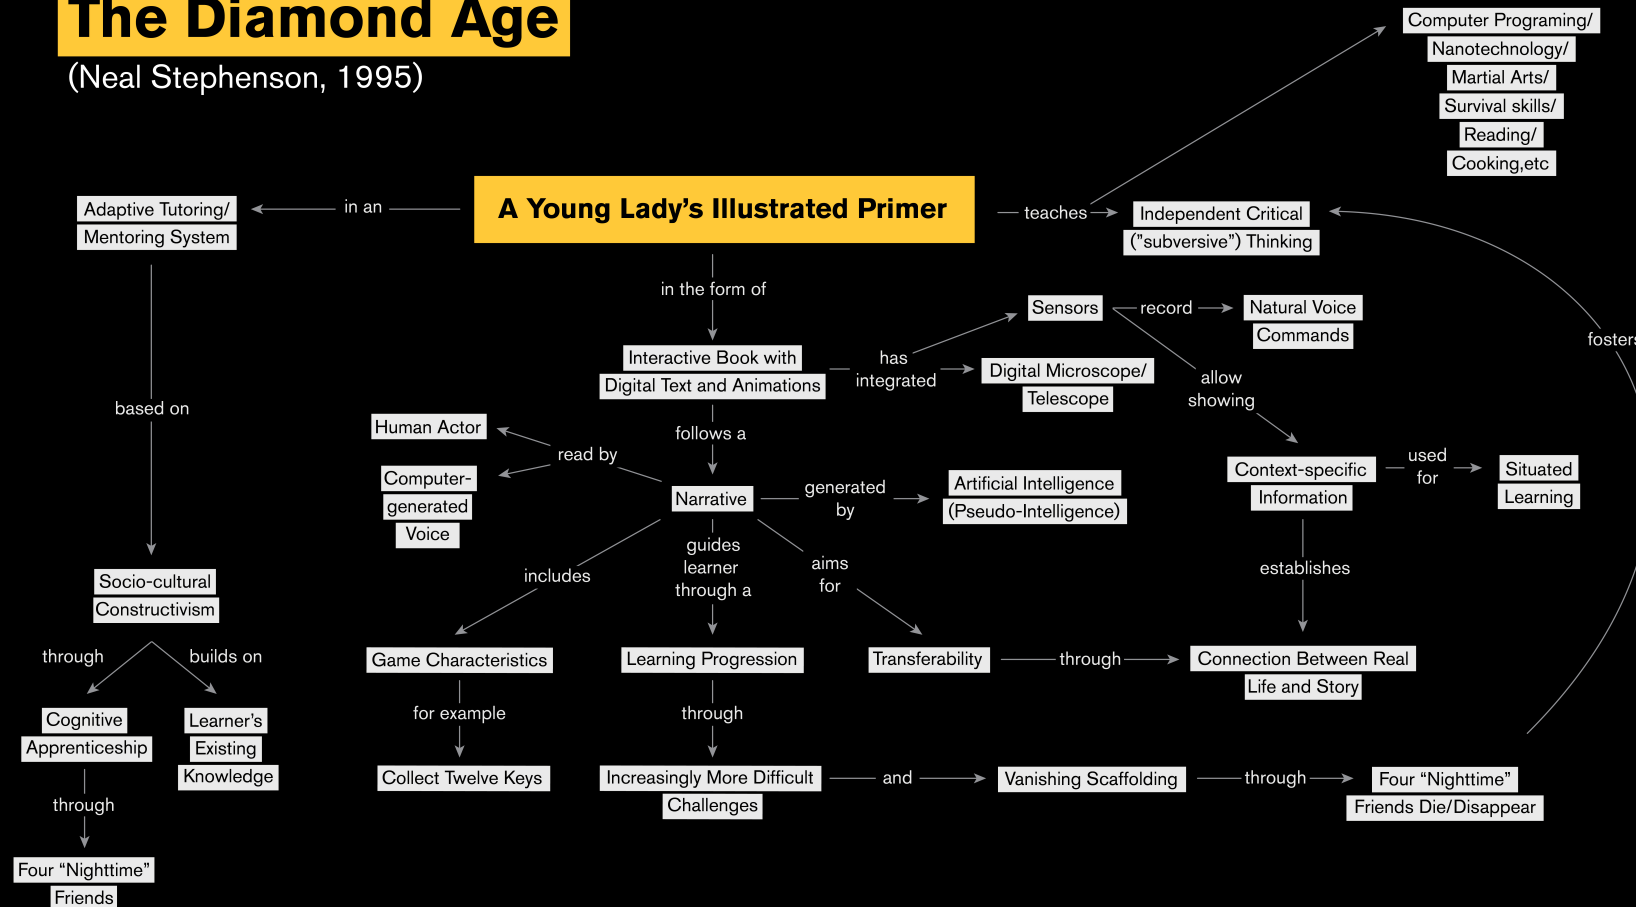 The Diamond Age
(Neal Stephenson, 1995)
Computer Programing/
Nanotechnology/
Martial Arts/
Survival skills/
Reading/
Cooking,etc
Adaptive Tutoring/
Mentoring System
in an
A Young Lady’s Illustrated Primer
teaches
Independent Critical
(”subversive”) Thinking
in the form of
Sensors
record
Natural Voice
Commands
fosters
Interactive Book with
Digital Text and Animations
has
integrated
Digital Microscope/
Telescope
allow
showing
based on
Human Actor
read by
follows a
Computer-
generated
Voice
Narrative
generated
by
Artificial Intelligence
(Pseudo-Intelligence)
Context-specific
Information
used
for
Situated
Learning
includes
guides
learner
through a
aims
for
establishes
Socio-cultural
Constructivism
through
builds on
Game Characteristics
Learning Progression
Transferability
through
Connection Between Real
Life and Story
Cognitive
Apprenticeship
Learner’s
Existing
Knowledge
for example
through
Collect Twelve Keys
Increasingly More Difficult
Challenges
and
Vanishing Scaffolding
through
Four “Nighttime”
Friends Die/Disappear
through
Four “Nighttime”
Friends